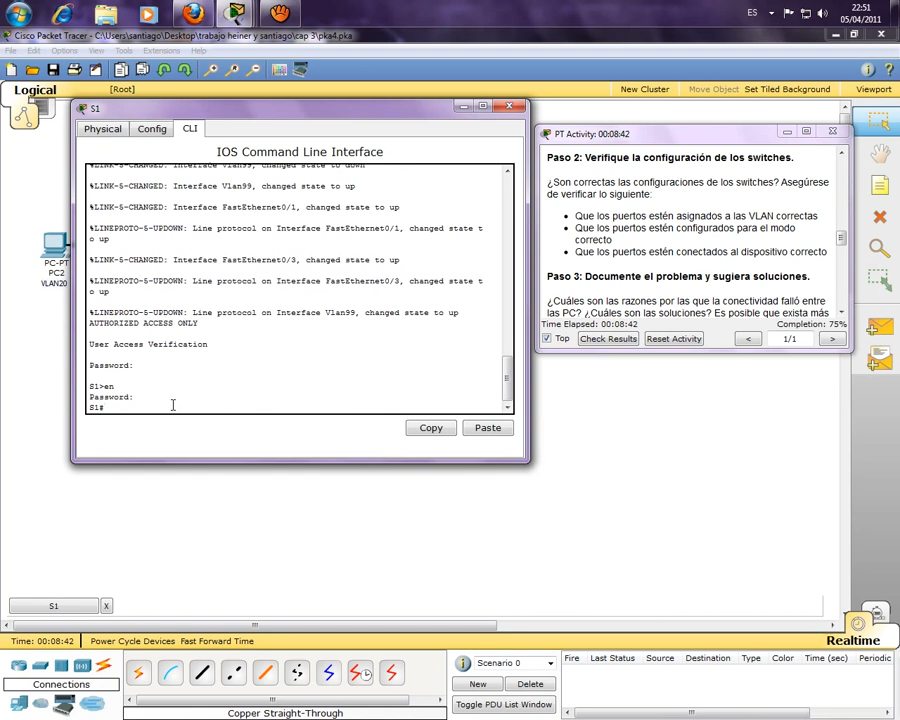 ES
22:51
05/04/2011
Cisco Packet Tracer - C:\Users\santiago\Desktop\trabajo heiner y santiago\cap 3\pka4.pka
File Edit Options View Tools Extensions Help
Logical
[Root]
New Cluster
Move Object
Set Tiled Background
Viewport
S1
Physical
Config
CLI
IOS Command Line Interface
%LINK-5-CHANGED: Interface Vlan99, changed state to down
%LINK-5-CHANGED: Interface Vlan99, changed state to up
%LINK-5-CHANGED: Interface FastEthernet0/1, changed state to up
%LINEPROTO-5-UPDOWN: Line protocol on Interface FastEthernet0/1, changed state t
o up
%LINK-5-CHANGED: Interface FastEthernet0/3, changed state to up
%LINEPROTO-5-UPDOWN: Line protocol on Interface FastEthernet0/3, changed state t
o up
%LINEPROTO-5-UPDOWN: Line protocol on Interface Vlan99, changed state to up
AUTHORIZED ACCESS ONLY
User Access Verification
Password:
S1>en
Password:
S1#
Copy
Paste
PC-PT
PC2
VLAN20
PT Activity: 00:08:42
Paso 2: Verifique la configuración de los switches.
¿Son correctas las configuraciones de los switches? Asegúrese
de verificar lo siguiente:
Que los puertos estén asignados a las VLAN correctas
Que los puertos estén configurados para el modo
correcto
Que los puertos estén conectados al dispositivo correcto
Paso 3: Documente el problema y sugiera soluciones.
¿Cuáles son las razones por las que la conectividad falló entre
las PC? ¿Cuáles son las soluciones? Es posible que exista más
Time Elapsed: 00:08:42
Completion: 75%
Top
Check Results
Reset Activity
<
1/1
>
S1
X
Time: 00:08:42
Power Cycle Devices
Fast Forward Time
Realtime
Connections
Copper Straight-Through
Scenario 0
New
Delete
Toggle PDU List Window
Fire
Last Status
Source
Destination
Type
Color
Time (sec)
Periodic